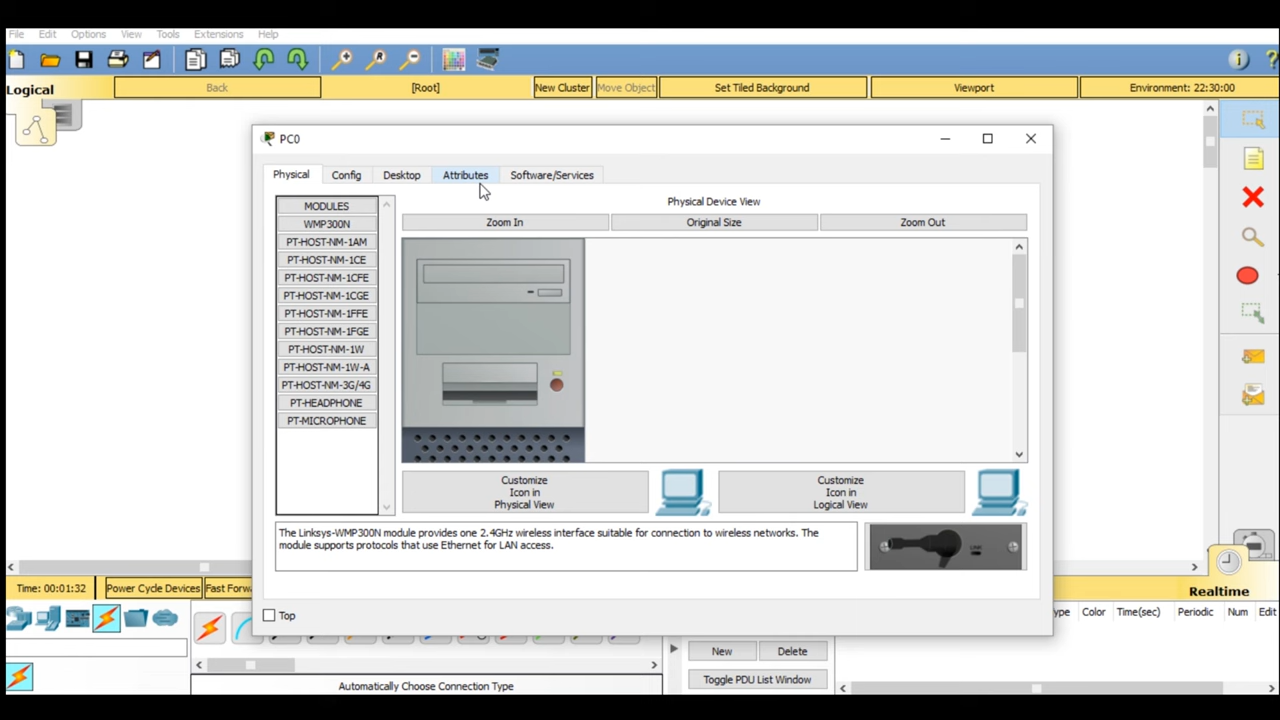 File Edit Options View Tools Extensions Help
Logical
Back
[Root]
New Cluster
Move Object
Set Tiled Background
Viewport
Environment: 22:30:00
PC0
Physical Config Desktop Attributes Software/Services
MODULES
WMP300N
PT-HOST-NM-1AM
PT-HOST-NM-1CE
PT-HOST-NM-1CFE
PT-HOST-NM-1CGE
PT-HOST-NM-1FFE
PT-HOST-NM-1FGE
PT-HOST-NM-1W
PT-HOST-NM-1W-A
PT-HOST-NM-3G/4G
PT-HEADPHONE
PT-MICROPHONE
Physical Device View
Zoom In
Original Size
Zoom Out
Customize
Icon in
Physical View
Customize
Icon in
Logical View
The Linksys-WMP300N module provides one 2.4GHz wireless interface suitable for connection to wireless networks. The
module supports protocols that use Ethernet for LAN access.
LINK
Top
Time: 00:01:32
Power Cycle Devices
Fast Forw
Realtime
ype Color Time(sec) Periodic Num Edit
New
Delete
Toggle PDU List Window
Automatically Choose Connection Type